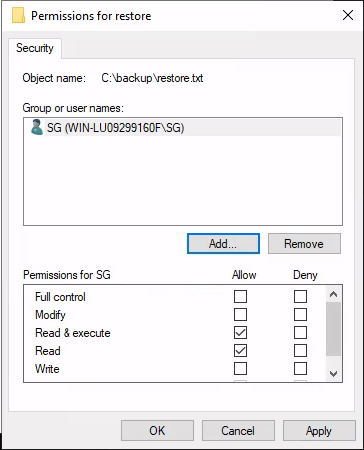 Permissions for restore
Security
Object name: C:\backup\restore.txt
Group or user names:
SG (WIN-LU09299160F\SG)
Add... Remove
Permissions for SG Allow Deny
Full control
Modify
Read & execute
Read
Write
OK Cancel Apply